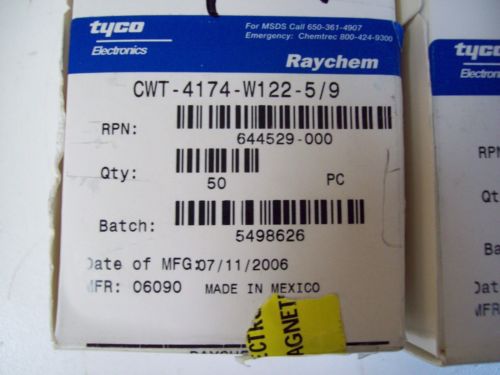 tyco
Electronics
For MSDS Call 650-361-4907
Emergency: Chemtrec 800-424-9300
Raychem
CWT-4174-W122-5/9
RPN:
644529-000
Qty:
50 PC
Batch:
5498626
Date of MFG:07/11/2006
MFR: 06090 MADE IN MEXICO
tyco
Electronics
RPN
Qt